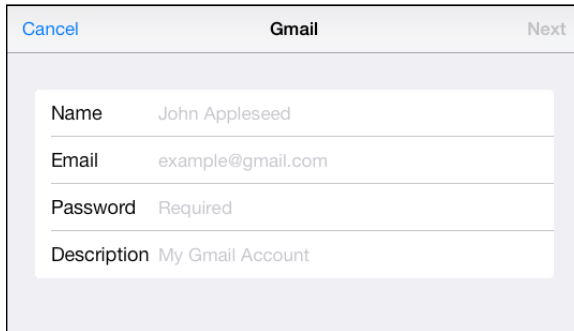 Cancel Gmail Next
Name John Appleseed
Email example@gmail.com
Password Required
Description My Gmail Account